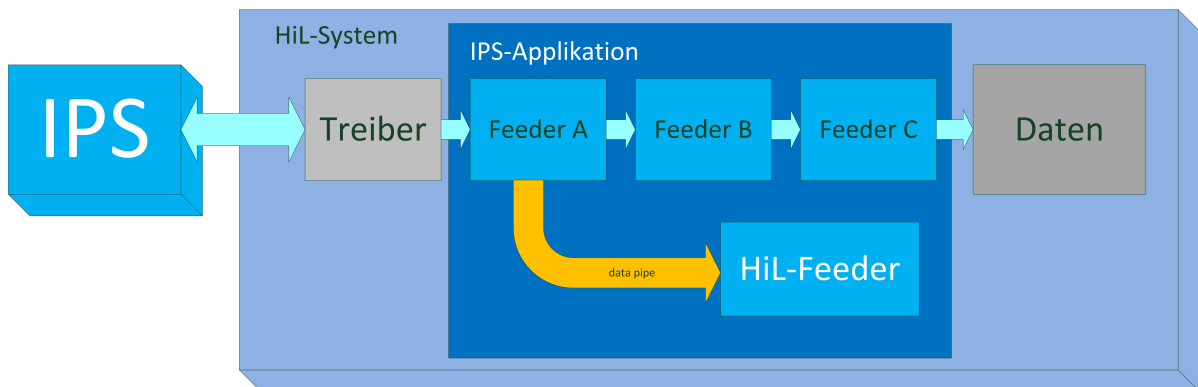 HiL-System
IPS-Applikation
IPS
Treiber
Feeder A
Feeder B
Feeder C
Daten
data pipe
HiL-Feeder